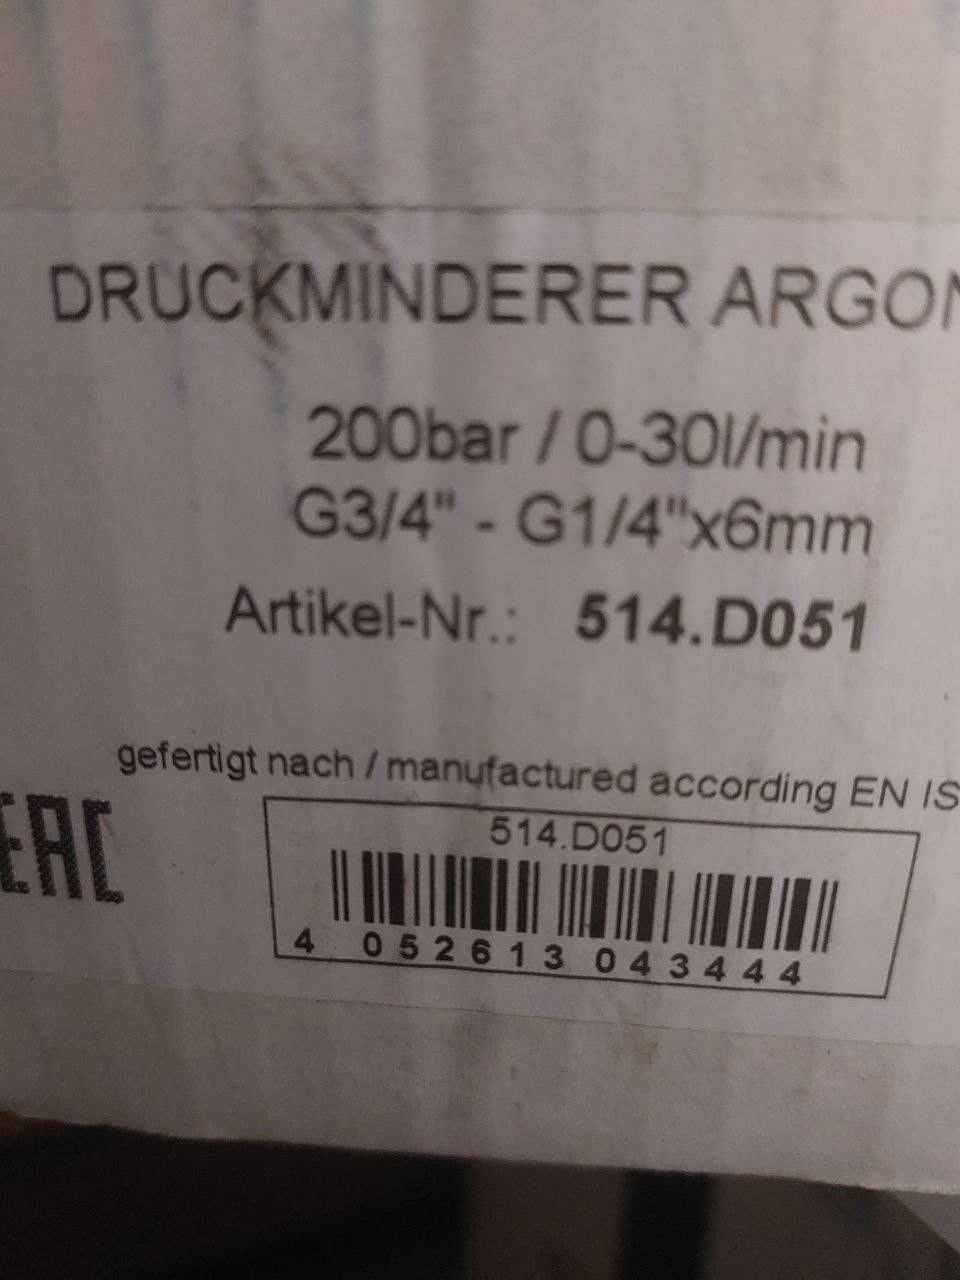 DRUCKMINDERER ARGON
200bar / 0-30l/min
G3/4" - G1/4"x6mm
Artikel-Nr.: 514.D051
gefertigt nach / manufactured according EN IS
EAC
514.D051
4 052613 043444